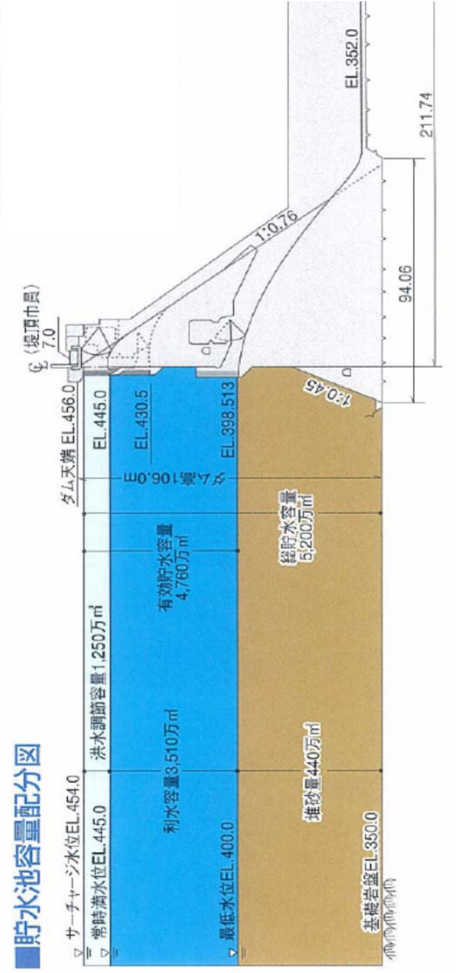 ■貯水池容量配分図
サーチャージ水位EL.454.0
常時満水位EL.445.0
洪水調節容量1,250万㎥
利水容量3,510万㎥
有効貯水容量
4,760万㎥
最低水位EL.400.0
堆砂量440万㎥
総貯水容量
5,200万㎥
基礎岩盤EL.350.0
ダム天端 EL.456.0
EL.445.0
EL.430.5
ダム高106.0m
EL.398.513
(堤頂巾員)
7.0
1:0.76
1:0.45
EL.352.0
94.06
211.74